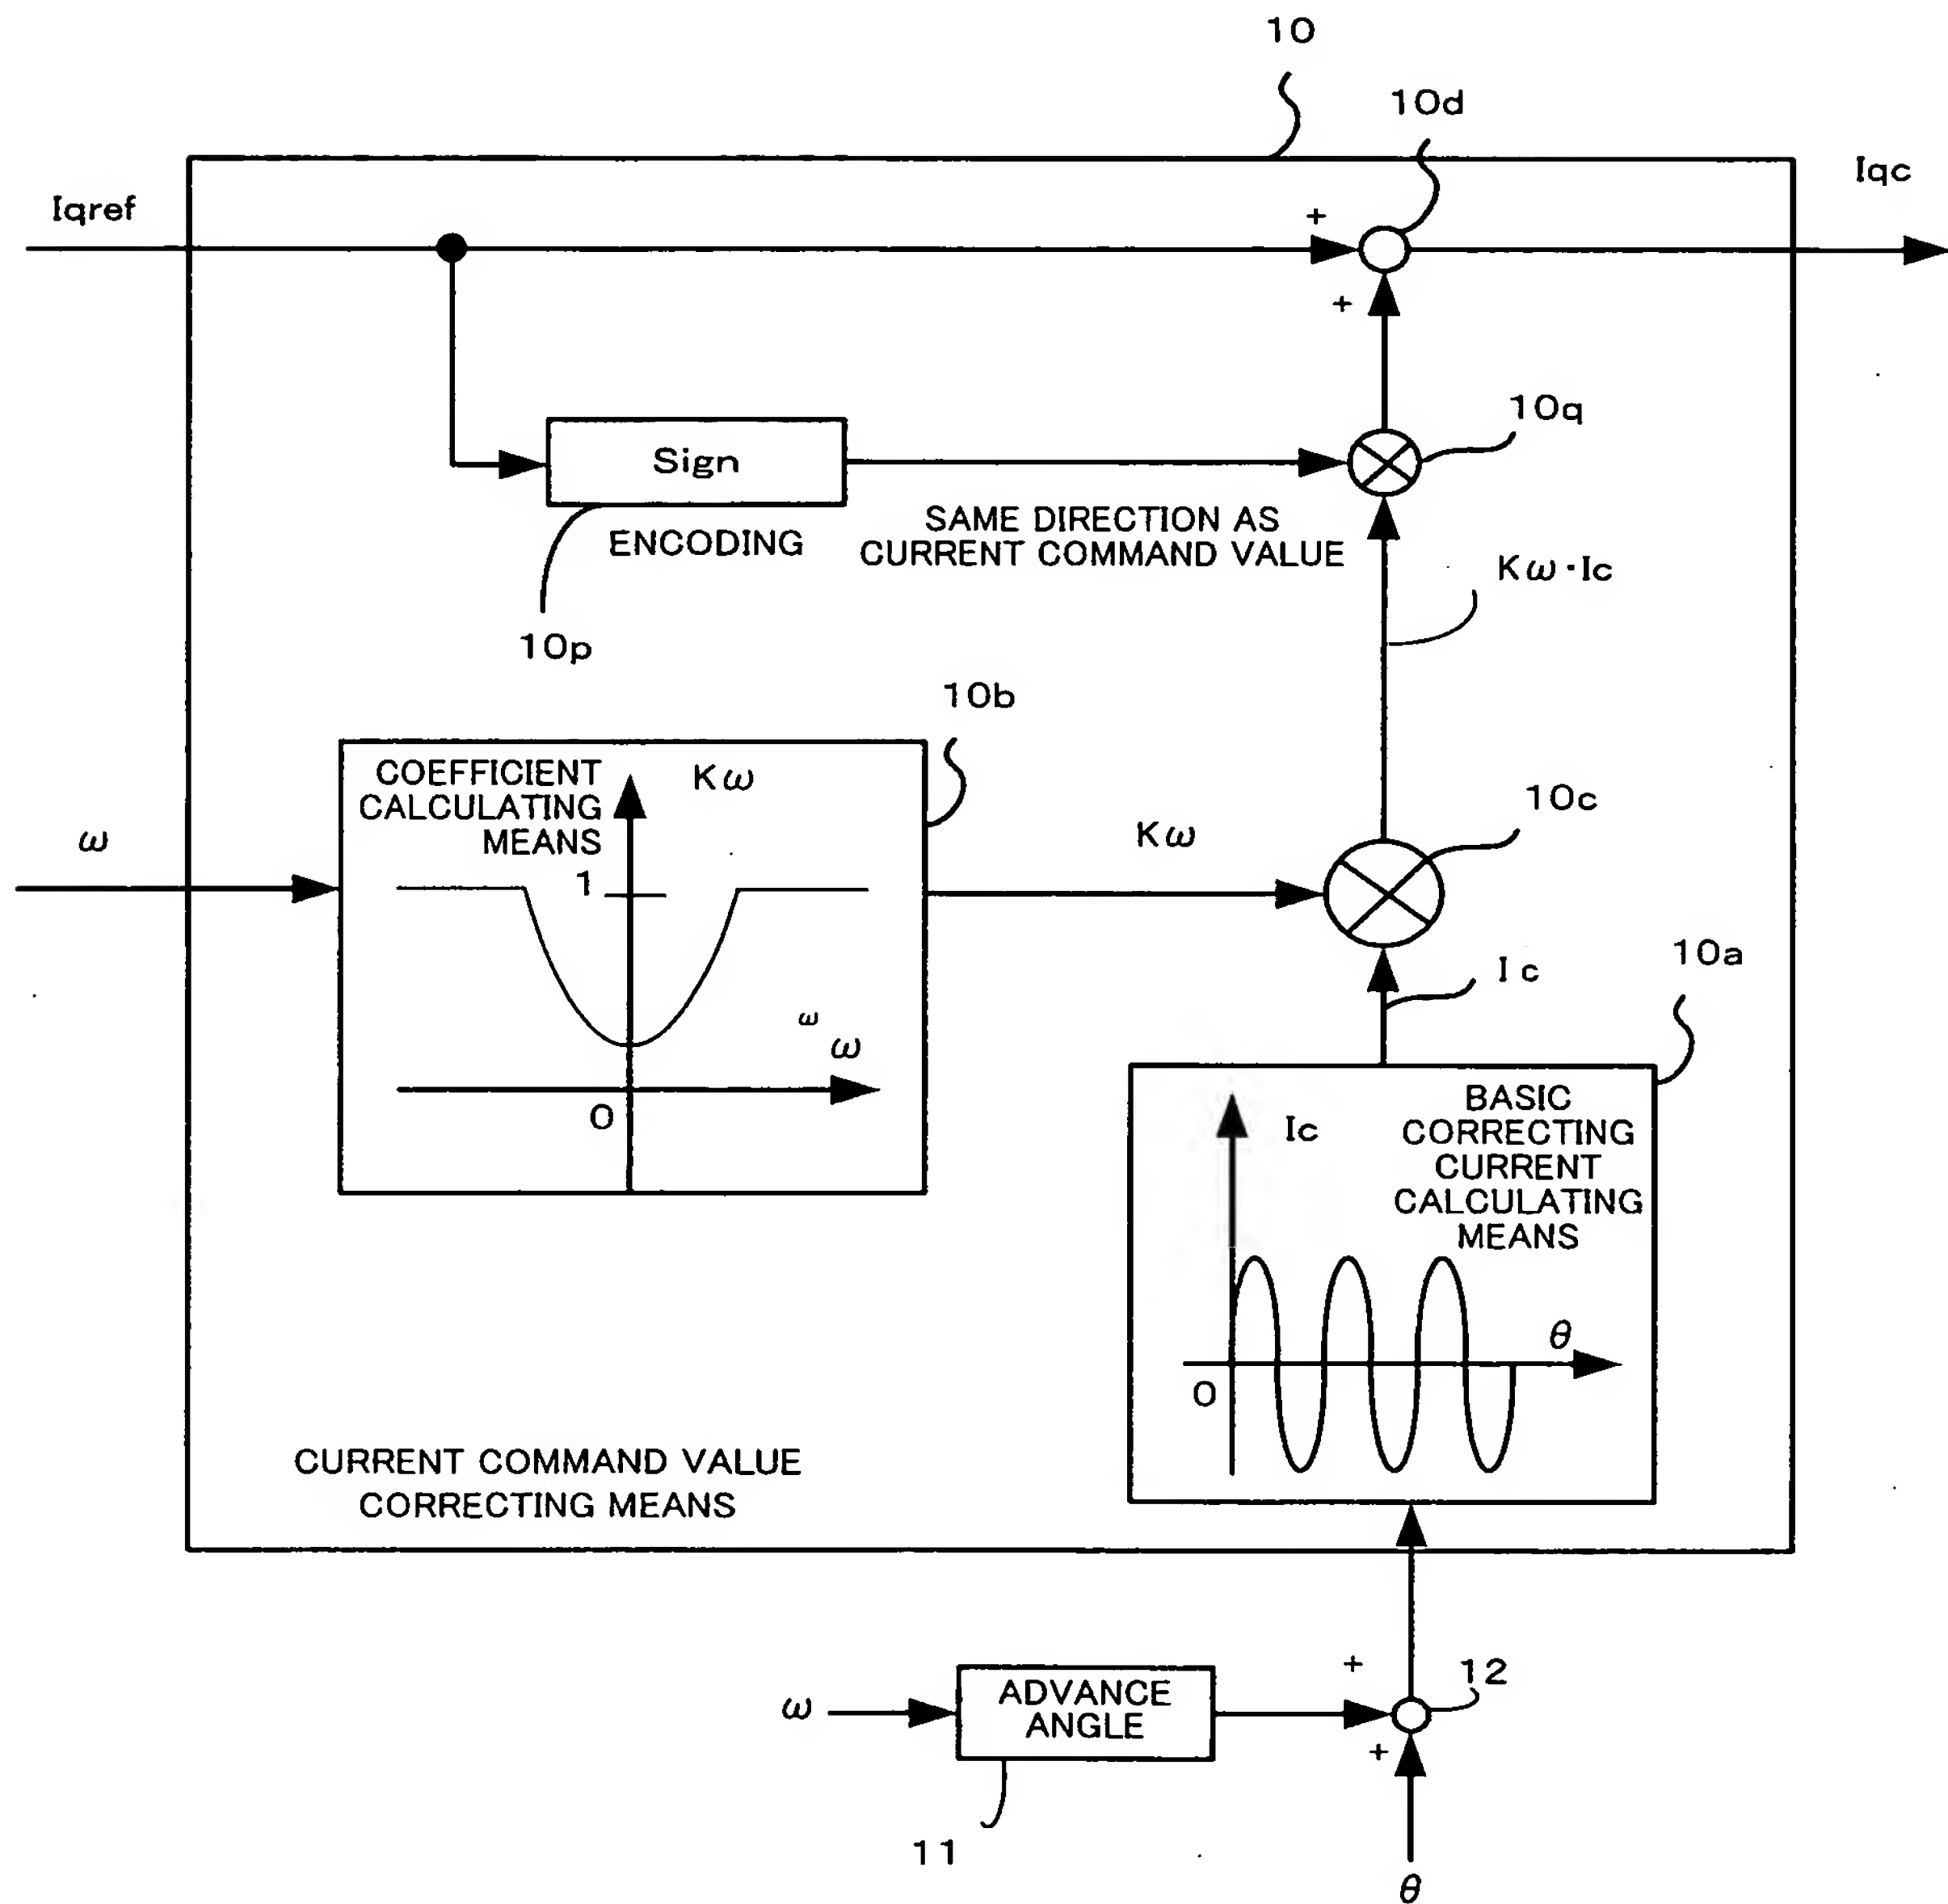 10
10d
Iqref
Iqc
+
+
10q
Sign
ENCODING
SAME DIRECTION AS
CURRENT COMMAND VALUE
Kω·Ic
10p
10b
COEFFICIENT
CALCULATING
MEANS
Kω
10c
ω
Kω
1
10a
Ic
ω
ω
0
BASIC
CORRECTING
CURRENT
CALCULATING
MEANS
Ic
θ
0
CURRENT COMMAND VALUE
CORRECTING MEANS
+
12
ω
ADVANCE
ANGLE
+
11
θ